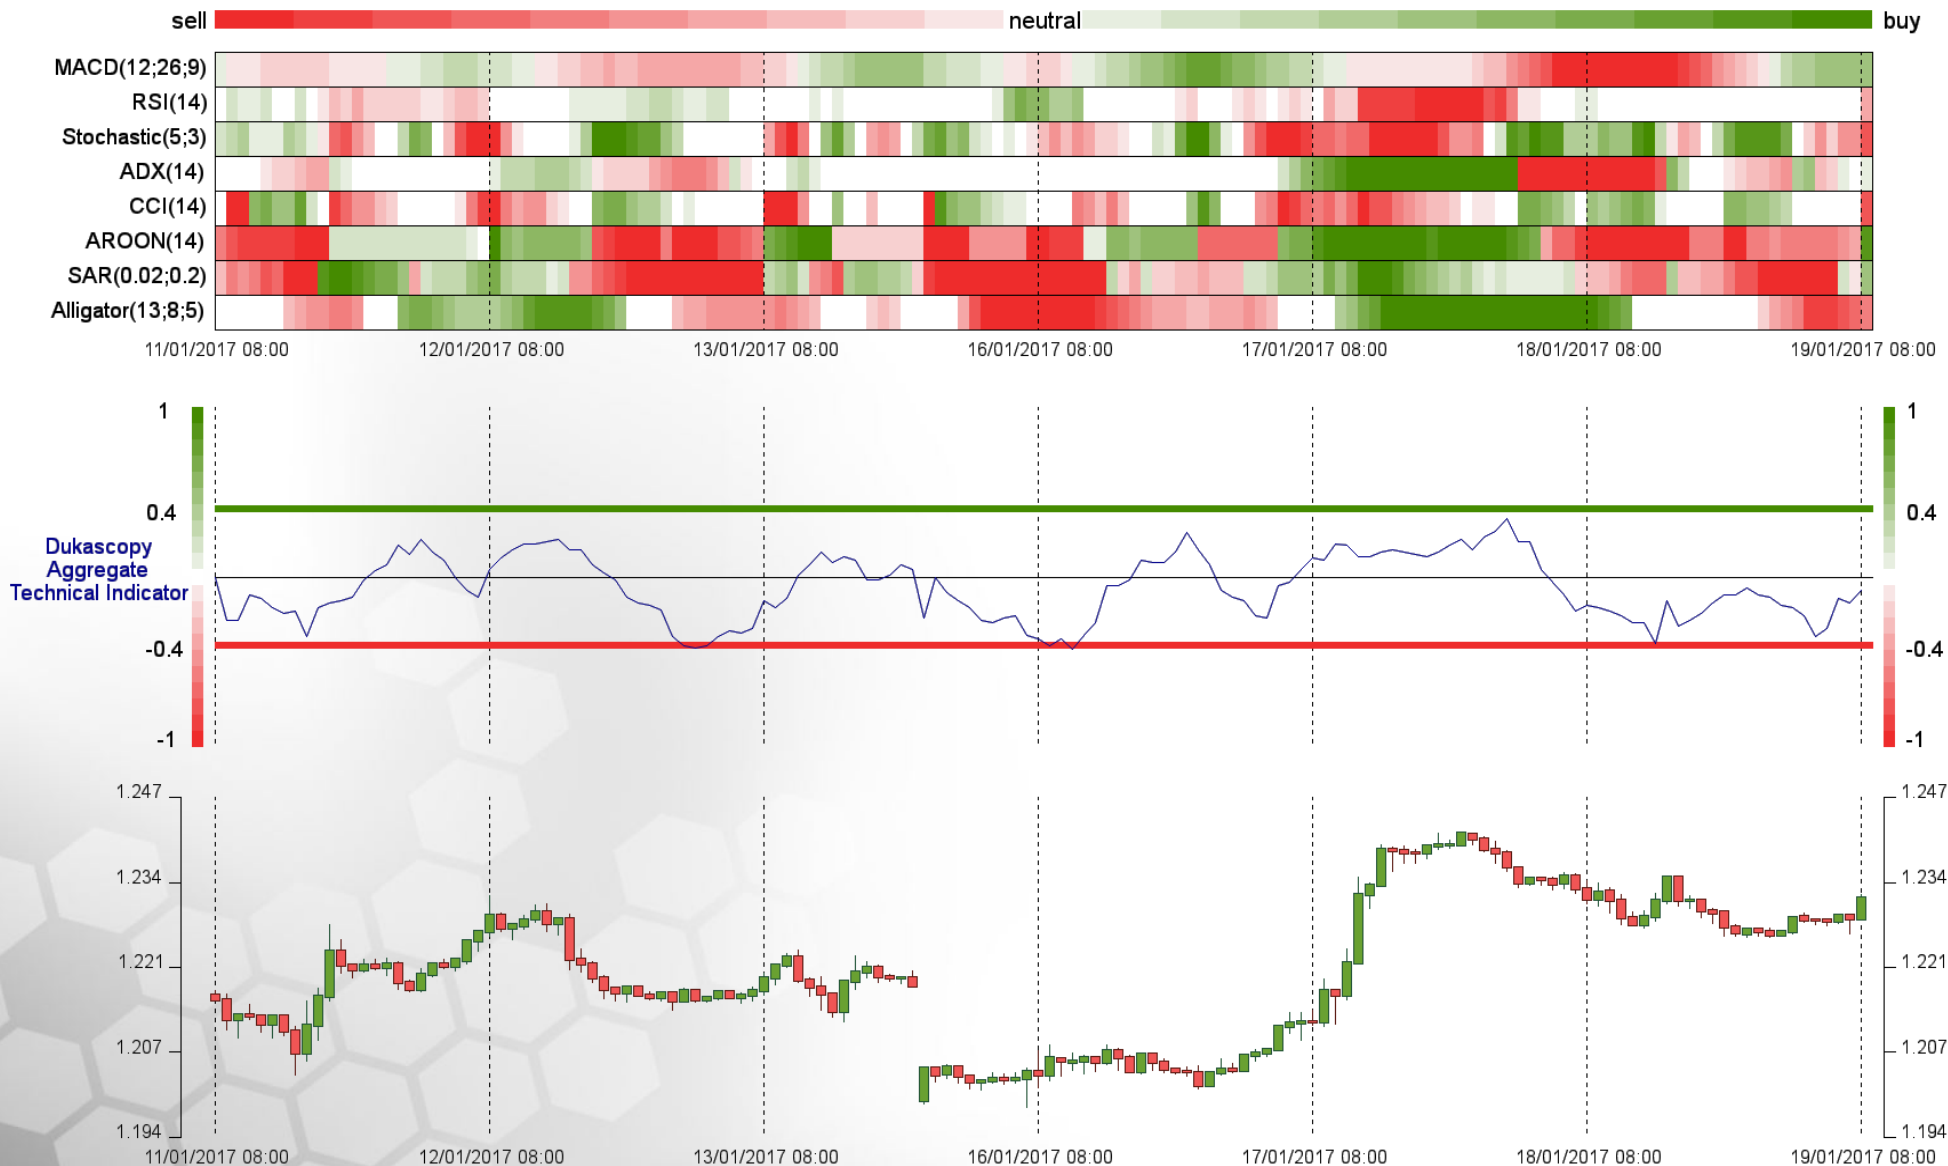 sell neutral buy
MACD(12;26;9)
RSI(14)
Stochastic(5;3)
ADX(14)
CCI(14)
AROON(14)
SAR(0.02;0.2)
Alligator(13;8;5)
11/01/2017 08:00 12/01/2017 08:00 13/01/2017 08:00 16/01/2017 08:00 17/01/2017 08:00 18/01/2017 08:00 19/01/2017 08:00
1 1
0.4 0.4
Dukascopy
Aggregate
Technical Indicator
-0.4 -0.4
-1 -1
1.247 1.247
1.234 1.234
1.221 1.221
1.207 1.207
1.194 1.194
11/01/2017 08:00 12/01/2017 08:00 13/01/2017 08:00 16/01/2017 08:00 17/01/2017 08:00 18/01/2017 08:00 19/01/2017 08:00